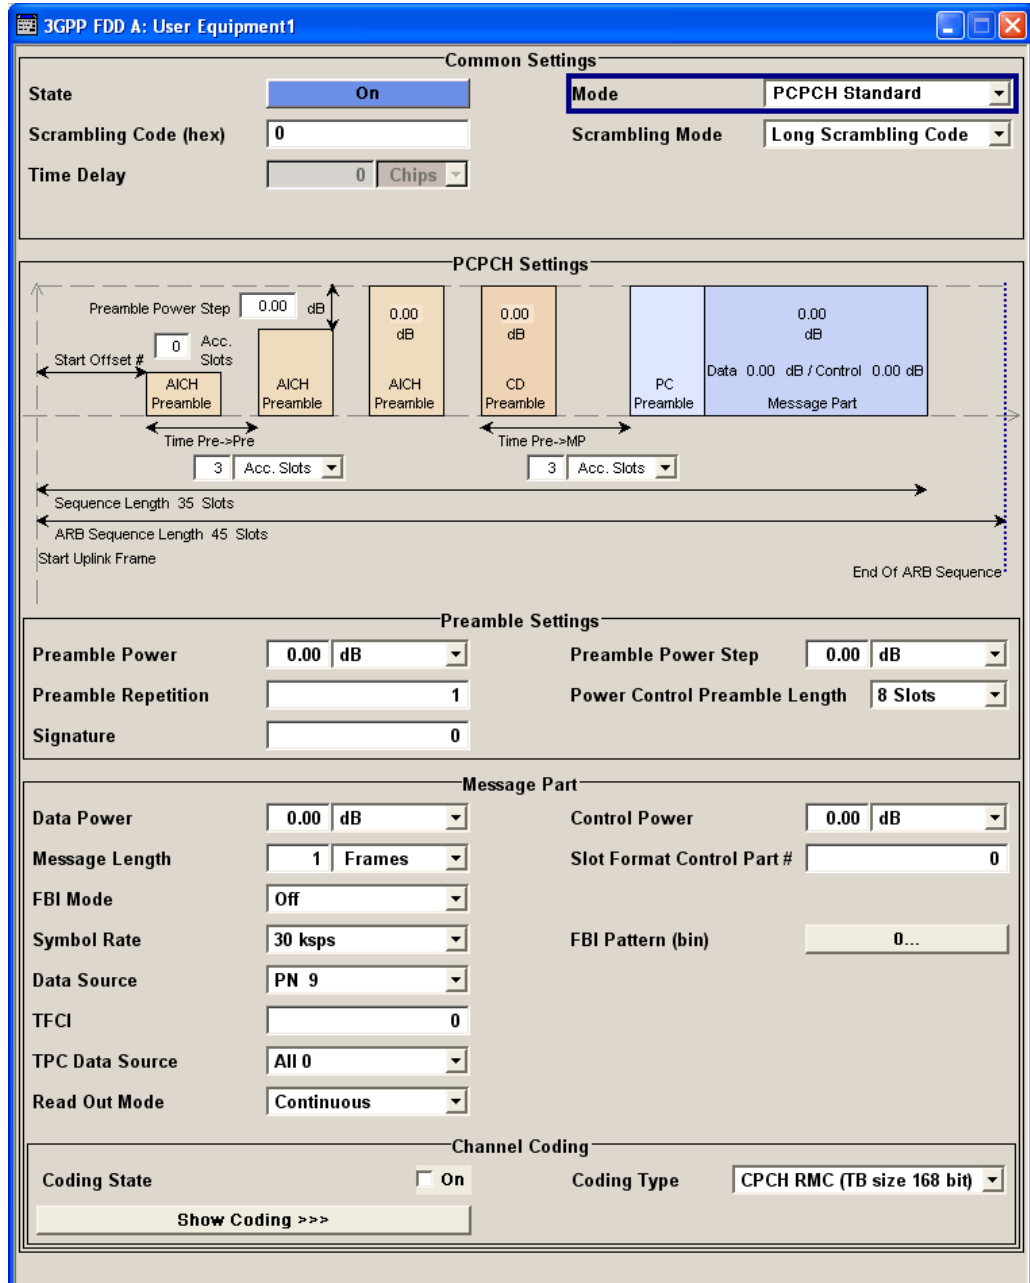 3GPP FDD A: User Equipment1
Common Settings
State On Mode PCPCH Standard
Scrambling Code (hex) 0 Scrambling Mode Long Scrambling Code
Time Delay 0 Chips
PCPCH Settings
Preamble Power Step 0.00 dB
Start Offset # 0 Acc. Slots
AICH Preamble
AICH Preamble
0.00 dB AICH Preamble
0.00 dB CD Preamble
PC Preamble
0.00 dB
Data 0.00 dB / Control 0.00 dB
Message Part
Time Pre->Pre
3 Acc. Slots
Time Pre->MP
3 Acc. Slots
Sequence Length 35 Slots
ARB Sequence Length 45 Slots
Start Uplink Frame
End Of ARB Sequence
Preamble Settings
Preamble Power 0.00 dB Preamble Power Step 0.00 dB
Preamble Repetition 1 Power Control Preamble Length 8 Slots
Signature 0
Message Part
Data Power 0.00 dB Control Power 0.00 dB
Message Length 1 Frames Slot Format Control Part # 0
FBI Mode Off
Symbol Rate 30 ksps FBI Pattern (bin) 0...
Data Source PN 9
TFCI 0
TPC Data Source All 0
Read Out Mode Continuous
Channel Coding
Coding State On Coding Type CPCH RMC (TB size 168 bit)
Show Coding >>>